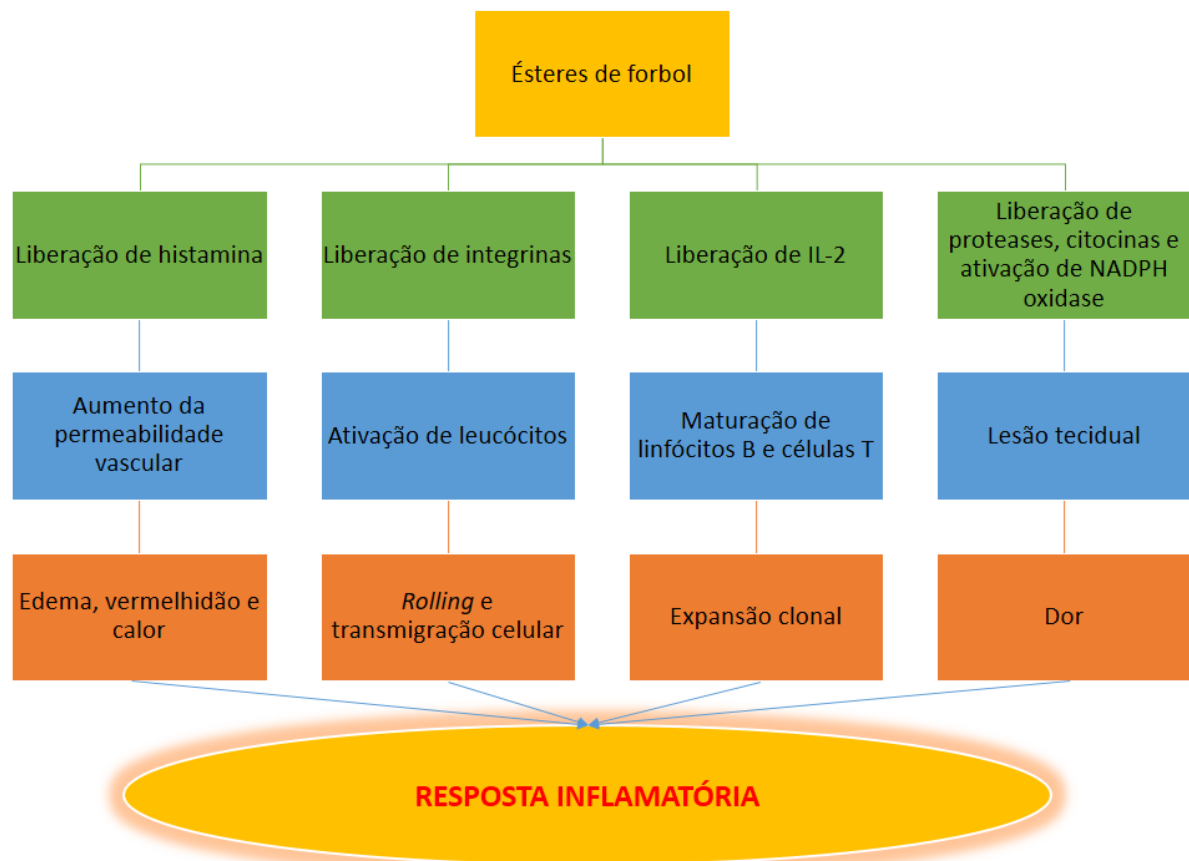 Ésteres de forbol
Liberação de histamina
Liberação de integrinas
Liberação de IL-2
Liberação de
proteases, citocinas e
ativação de NADPH
oxidase
Aumento da
permeabilidade
vascular
Ativação de leucócitos
Maturação de
linfócitos B e células T
Lesão tecidual
Edema, vermelhidão e
calor
Rolling e
transmigração celular
Expansão clonal
Dor
RESPOSTA INFLAMATÓRIA